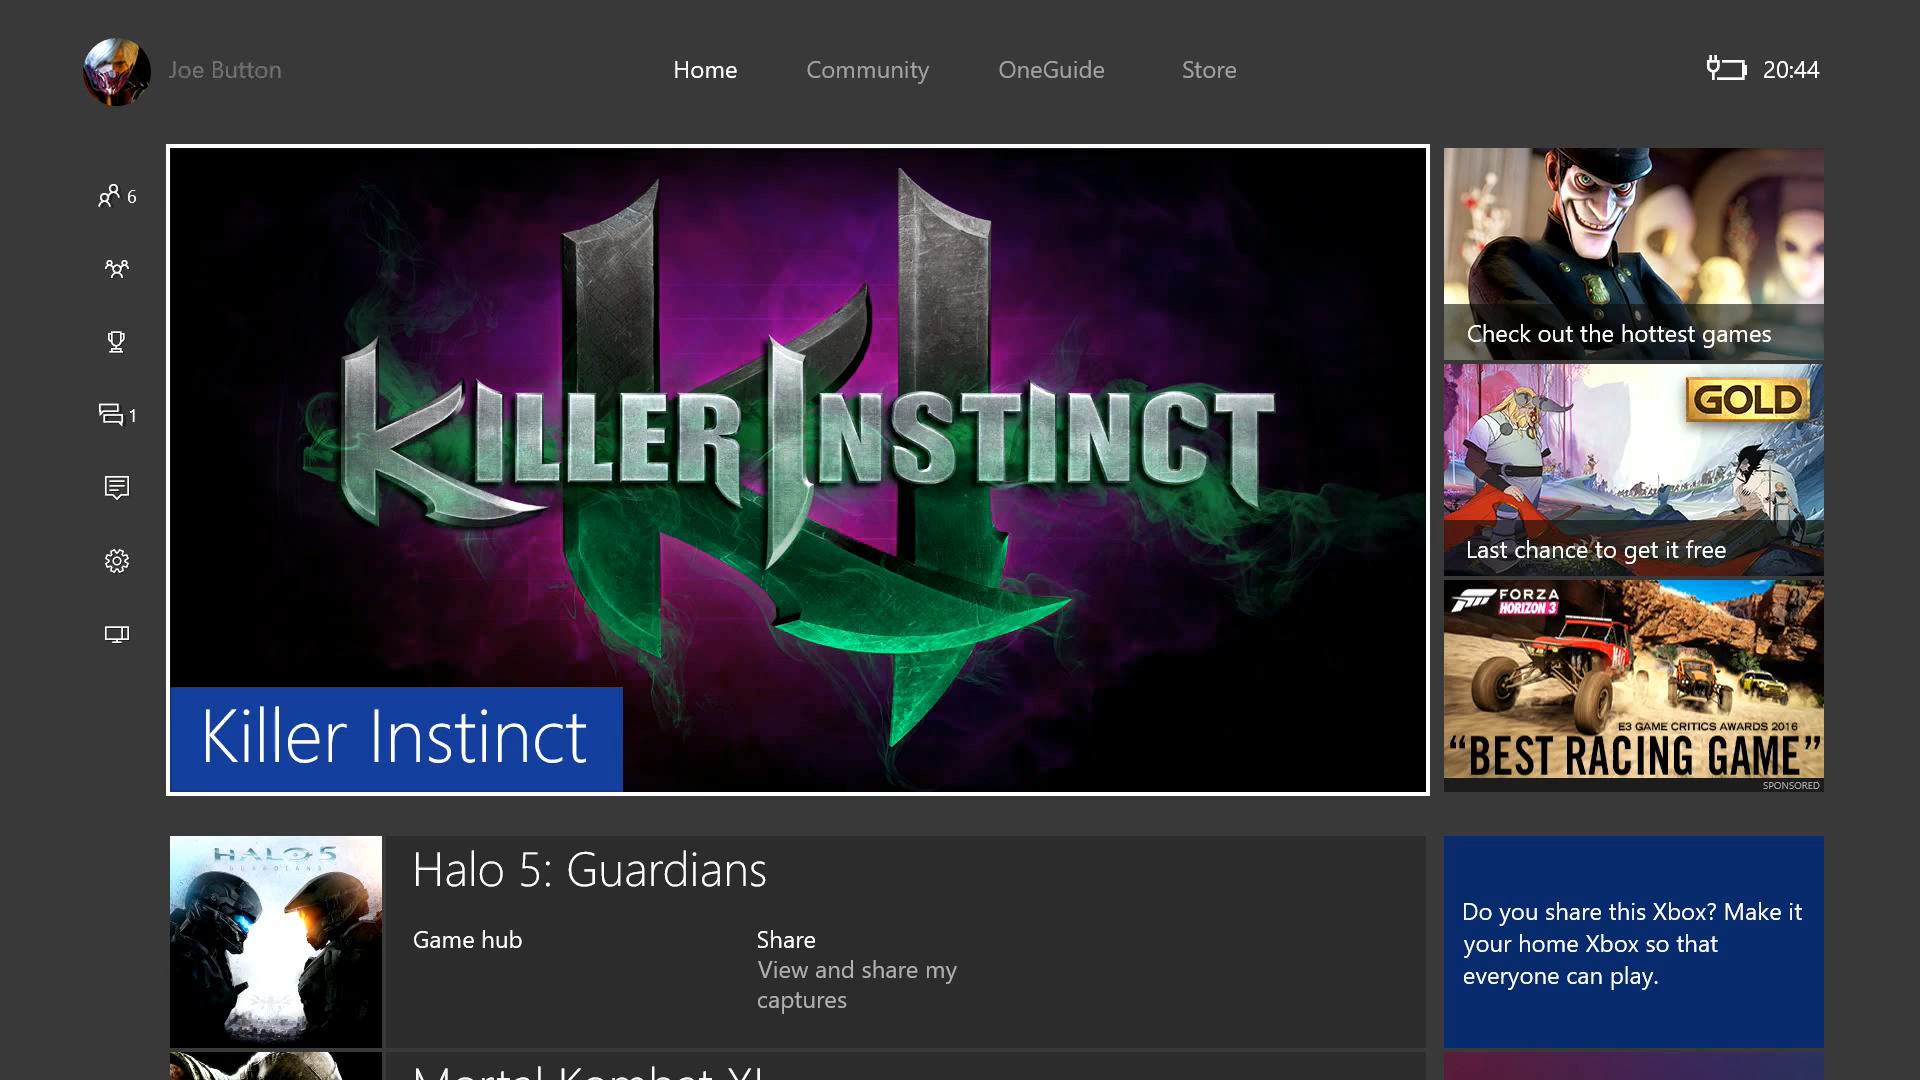 Joe Button
Home
Community
OneGuide
Store
20:44
6
1
KILLER INSTINCT
Killer Instinct
Check out the hottest games
GOLD
Last chance to get it free
FORZA
HORIZON 3
E3 GAME CRITICS AWARDS 2016
“BEST RACING GAME”
SPONSORED
HALO 5
GUARDIANS
Halo 5: Guardians
Game hub
Share
View and share my
captures
Do you share this Xbox? Make it
your home Xbox so that
everyone can play.
Mortal Kombat XL